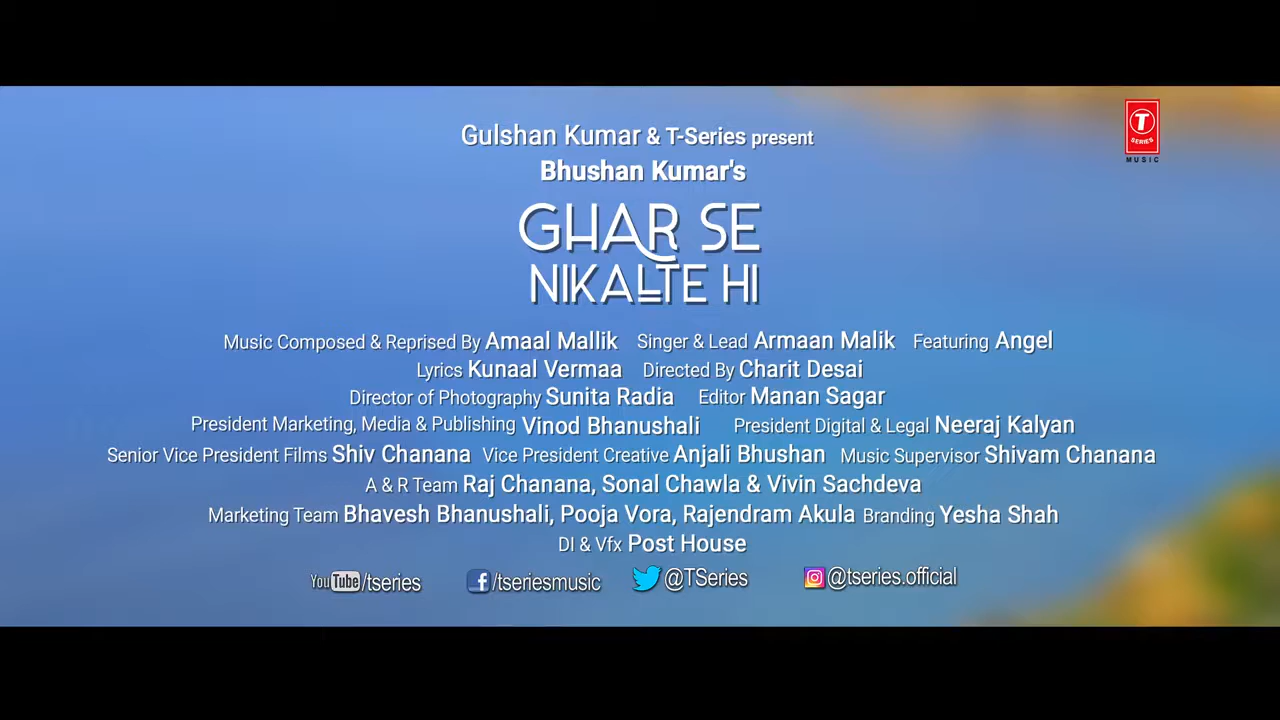 Gulshan Kumar & T-Series present
T
SERIES
MUSIC
Bhushan Kumar's
GHAR SE
NIKALTE HI
Music Composed & Reprised By Amaal Mallik Singer & Lead Armaan Malik Featuring Angel
Lyrics Kunaal Vermaa Directed By Charit Desai
Director of Photography Sunita Radia Editor Manan Sagar
President Marketing, Media & Publishing Vinod Bhanushali President Digital & Legal Neeraj Kalyan
Senior Vice President Films Shiv Chanana Vice President Creative Anjali Bhushan Music Supervisor Shivam Chanana
A & R Team Raj Chanana, Sonal Chawla & Vivin Sachdeva
Marketing Team Bhavesh Bhanushali, Pooja Vora, Rajendram Akula Branding Yesha Shah
DI & Vfx Post House
YouTube/tseries f/tseriesmusic @TSeries @tseries.official